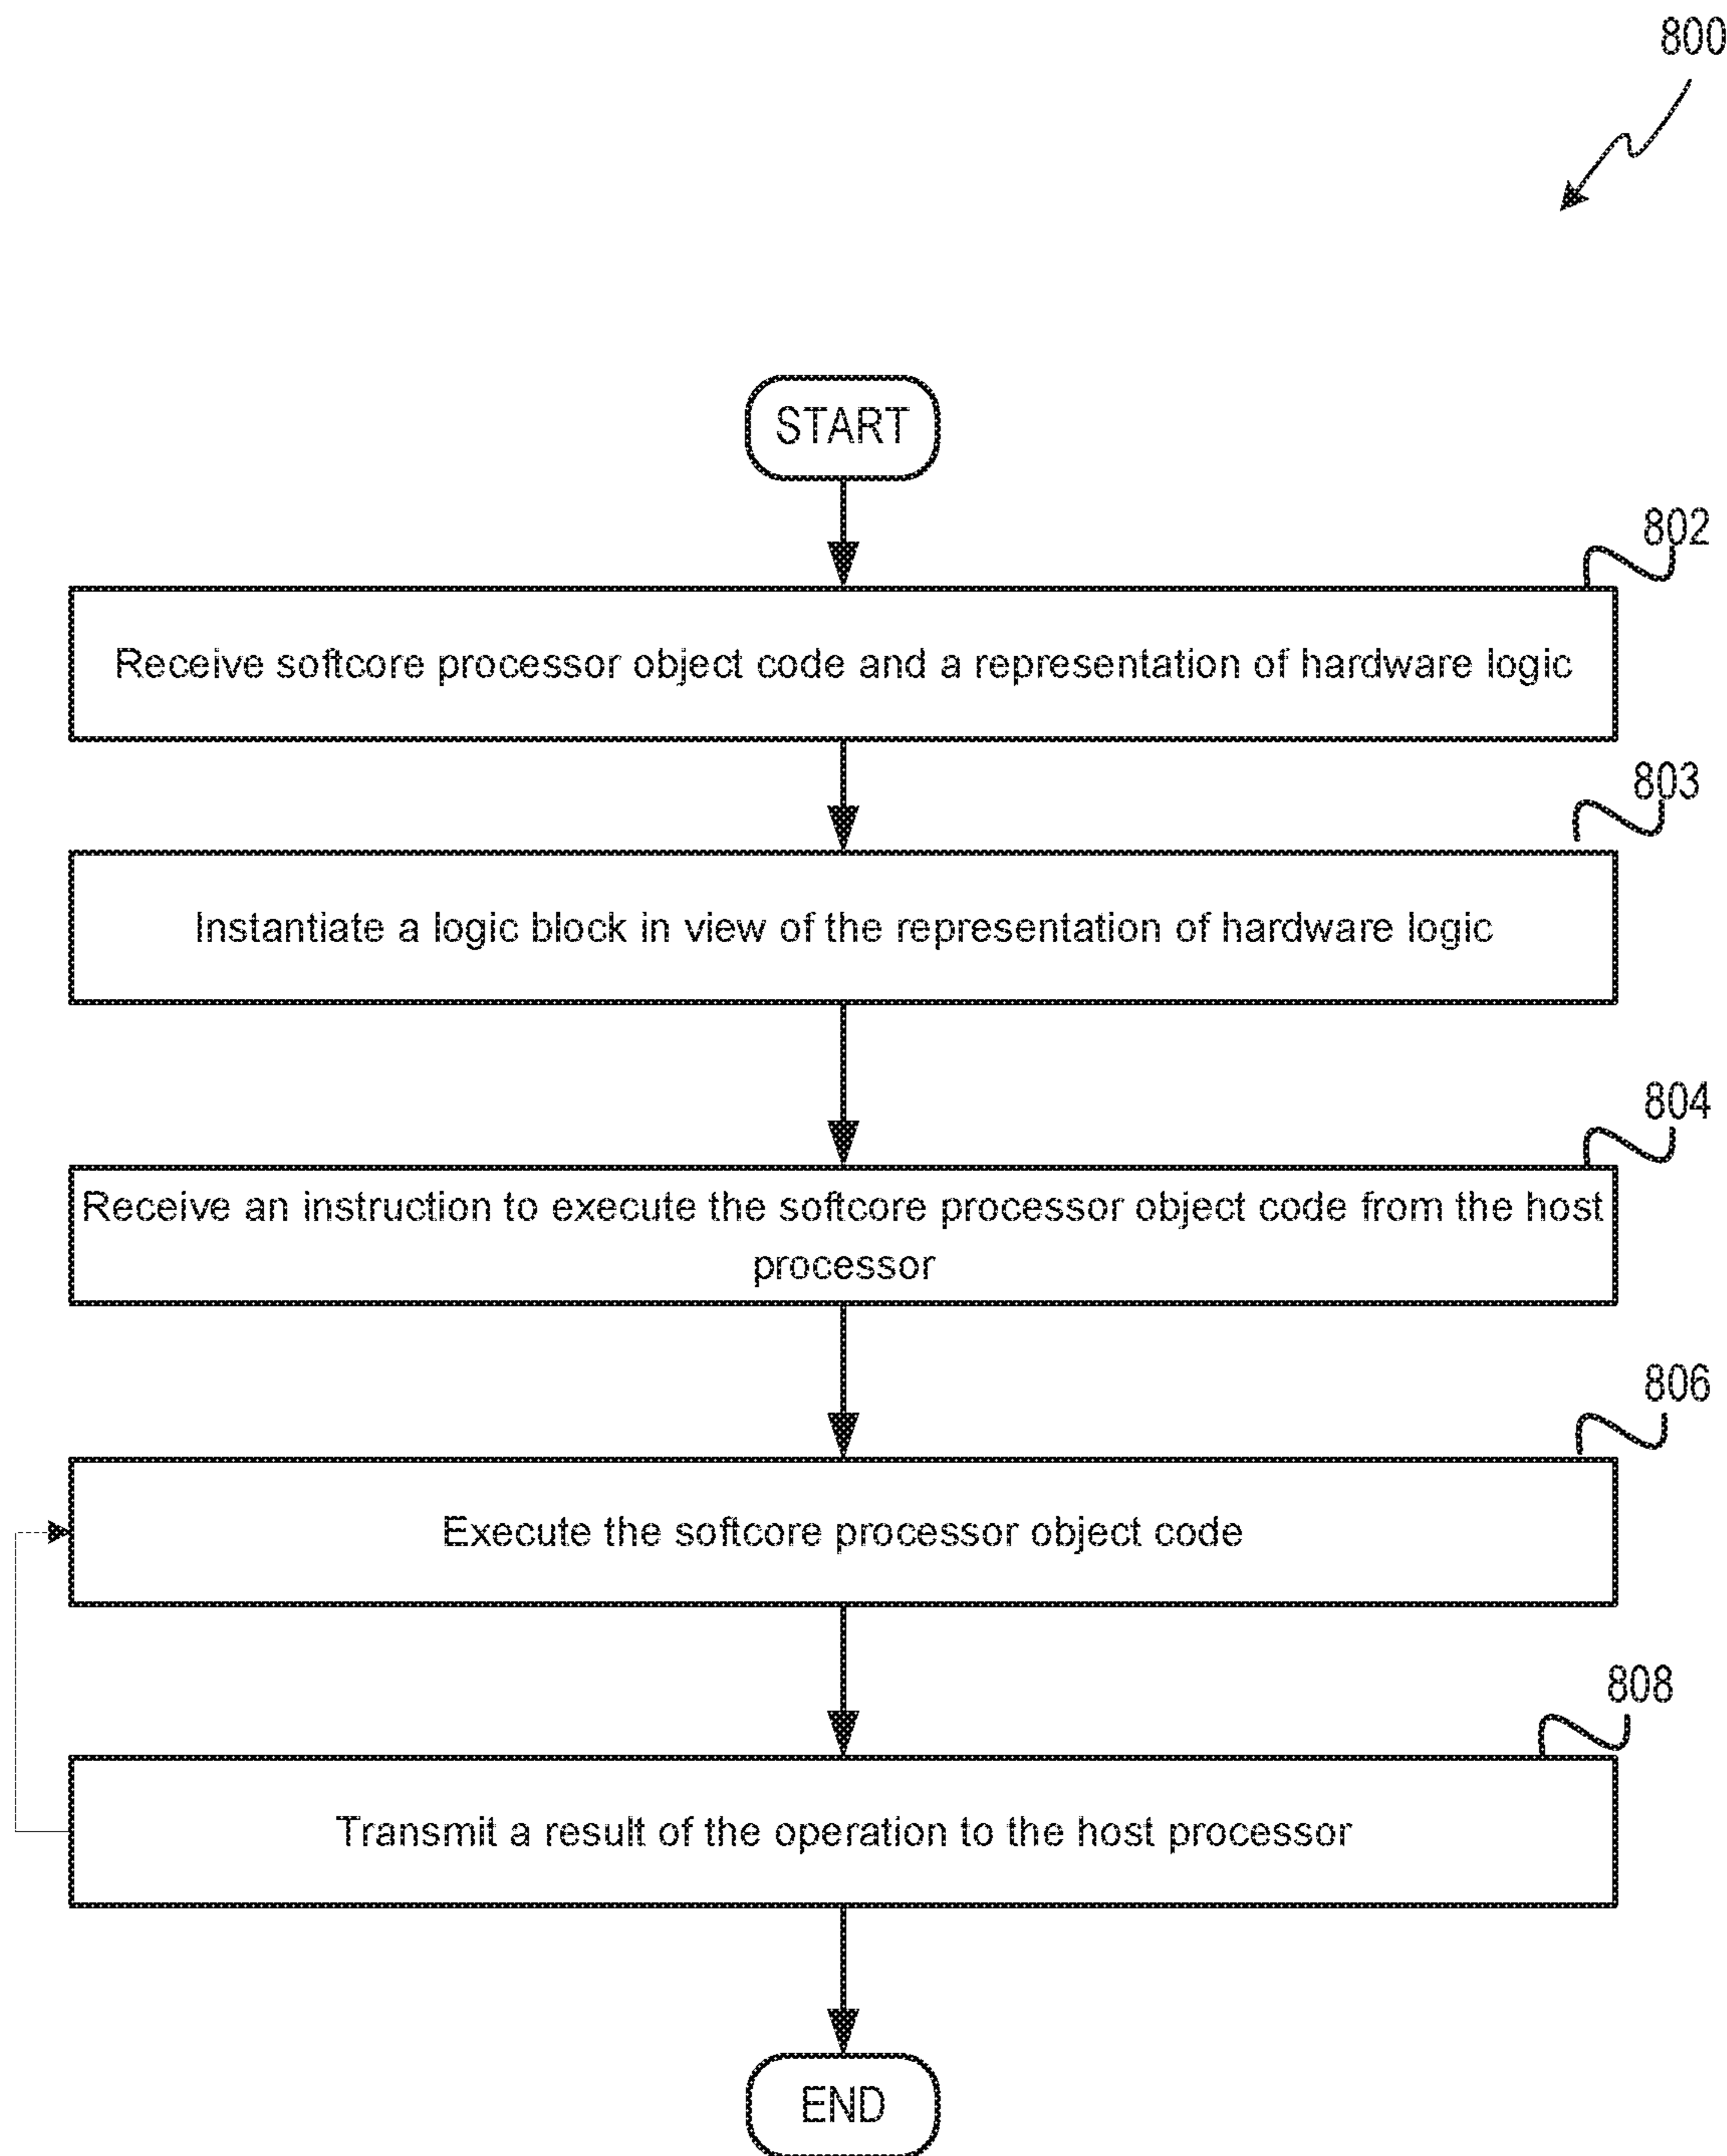 800
START
802
Receive softcore processor object code and a representation of hardware logic
803
Instantiate a logic block in view of the representation of hardware logic
804
Receive an instruction to execute the softcore processor object code from the host
processor
806
Execute the softcore processor object code
808
Transmit a result of the operation to the host processor
END